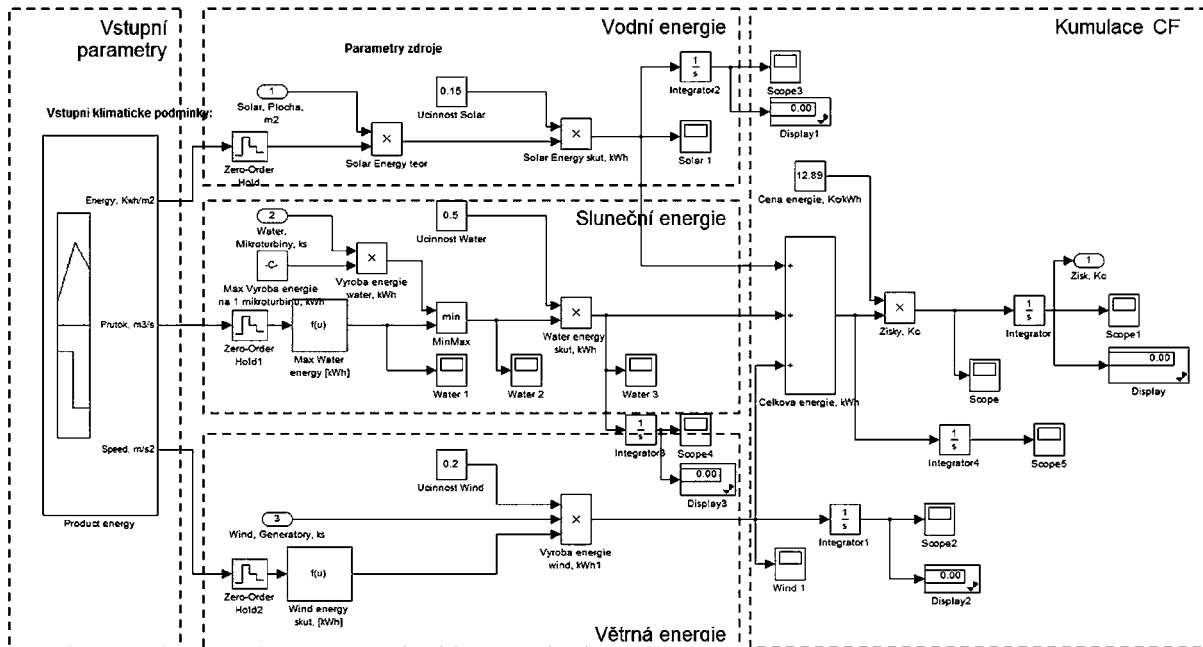 Vstupní
parametry
Vstupni klimaticke podminky:
Energy, Kwh/m2
Prutok, m3/s
Speed, m/s2
Product energy
Vodní energie
Parametry zdroje
1
Solar, Plocha,
m2
0.15
Ucinnost Solar
Zero-Order
Hold
×
Solar Energy teor
×
Solar Energy skut, kWh
1
s
Integrator2
Solar 1
Sluneční energie
2
Water,
Mikroturbiny, ks
-C-
Max Vyroba energie
na 1 mikroturbinu, kWh
×
Vyroba energie
water, kWh
0.5
Ucinnost Water
Zero-Order
Hold1
f(u)
Max Water
energy [kWh]
min
MinMax
×
Water energy
skut, kWh
Water 1
Water 2
Water 3
1
s
Integrator3
Scope4
0.00
Display3
0.2
Ucinnost Wind
3
Wind, Generatory, ks
×
Vyroba energie
wind, kWh1
Zero-Order
Hold2
f(u)
Wind energy
skut, [kWh]
Větrná energie
Kumulace CF
Scope3
0.00
Display1
12.89
Cena energie, Kc/kWh
+
+
+
Celkova energie, kWh
×
Zisky, Kc
1
s
Integrator
1
Zisk, Kc
Scope1
0.00
Display
Scope
1
s
Integrator4
Scope5
1
s
Integrator1
Scope2
0.00
Display2
Wind 1